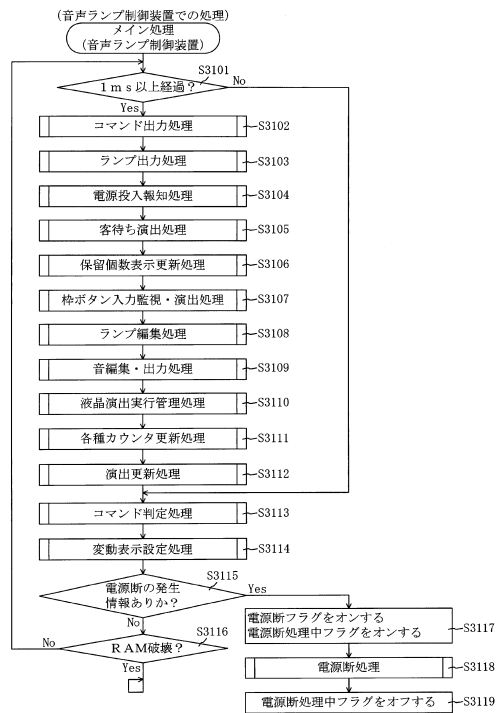 (音声ランプ制御装置での処理)
メイン処理
(音声ランプ制御装置)
S3101
1ms以上経過?
No
Yes
コマンド出力処理 S3102
ランプ出力処理 S3103
電源投入報知処理 S3104
客待ち演出処理 S3105
保留個数表示更新処理 S3106
枠ボタン入力監視・演出処理 S3107
ランプ編集処理 S3108
音編集・出力処理 S3109
液晶演出実行管理処理 S3110
各種カウンタ更新処理 S3111
演出更新処理 S3112
コマンド判定処理 S3113
変動表示設定処理 S3114
S3115
電源断の発生
情報ありか?
Yes
No
電源断フラグをオンする
電源断処理中フラグをオンする
S3117
S3116
RAM破壊?
No
Yes
電源断処理 S3118
電源断処理中フラグをオフする S3119